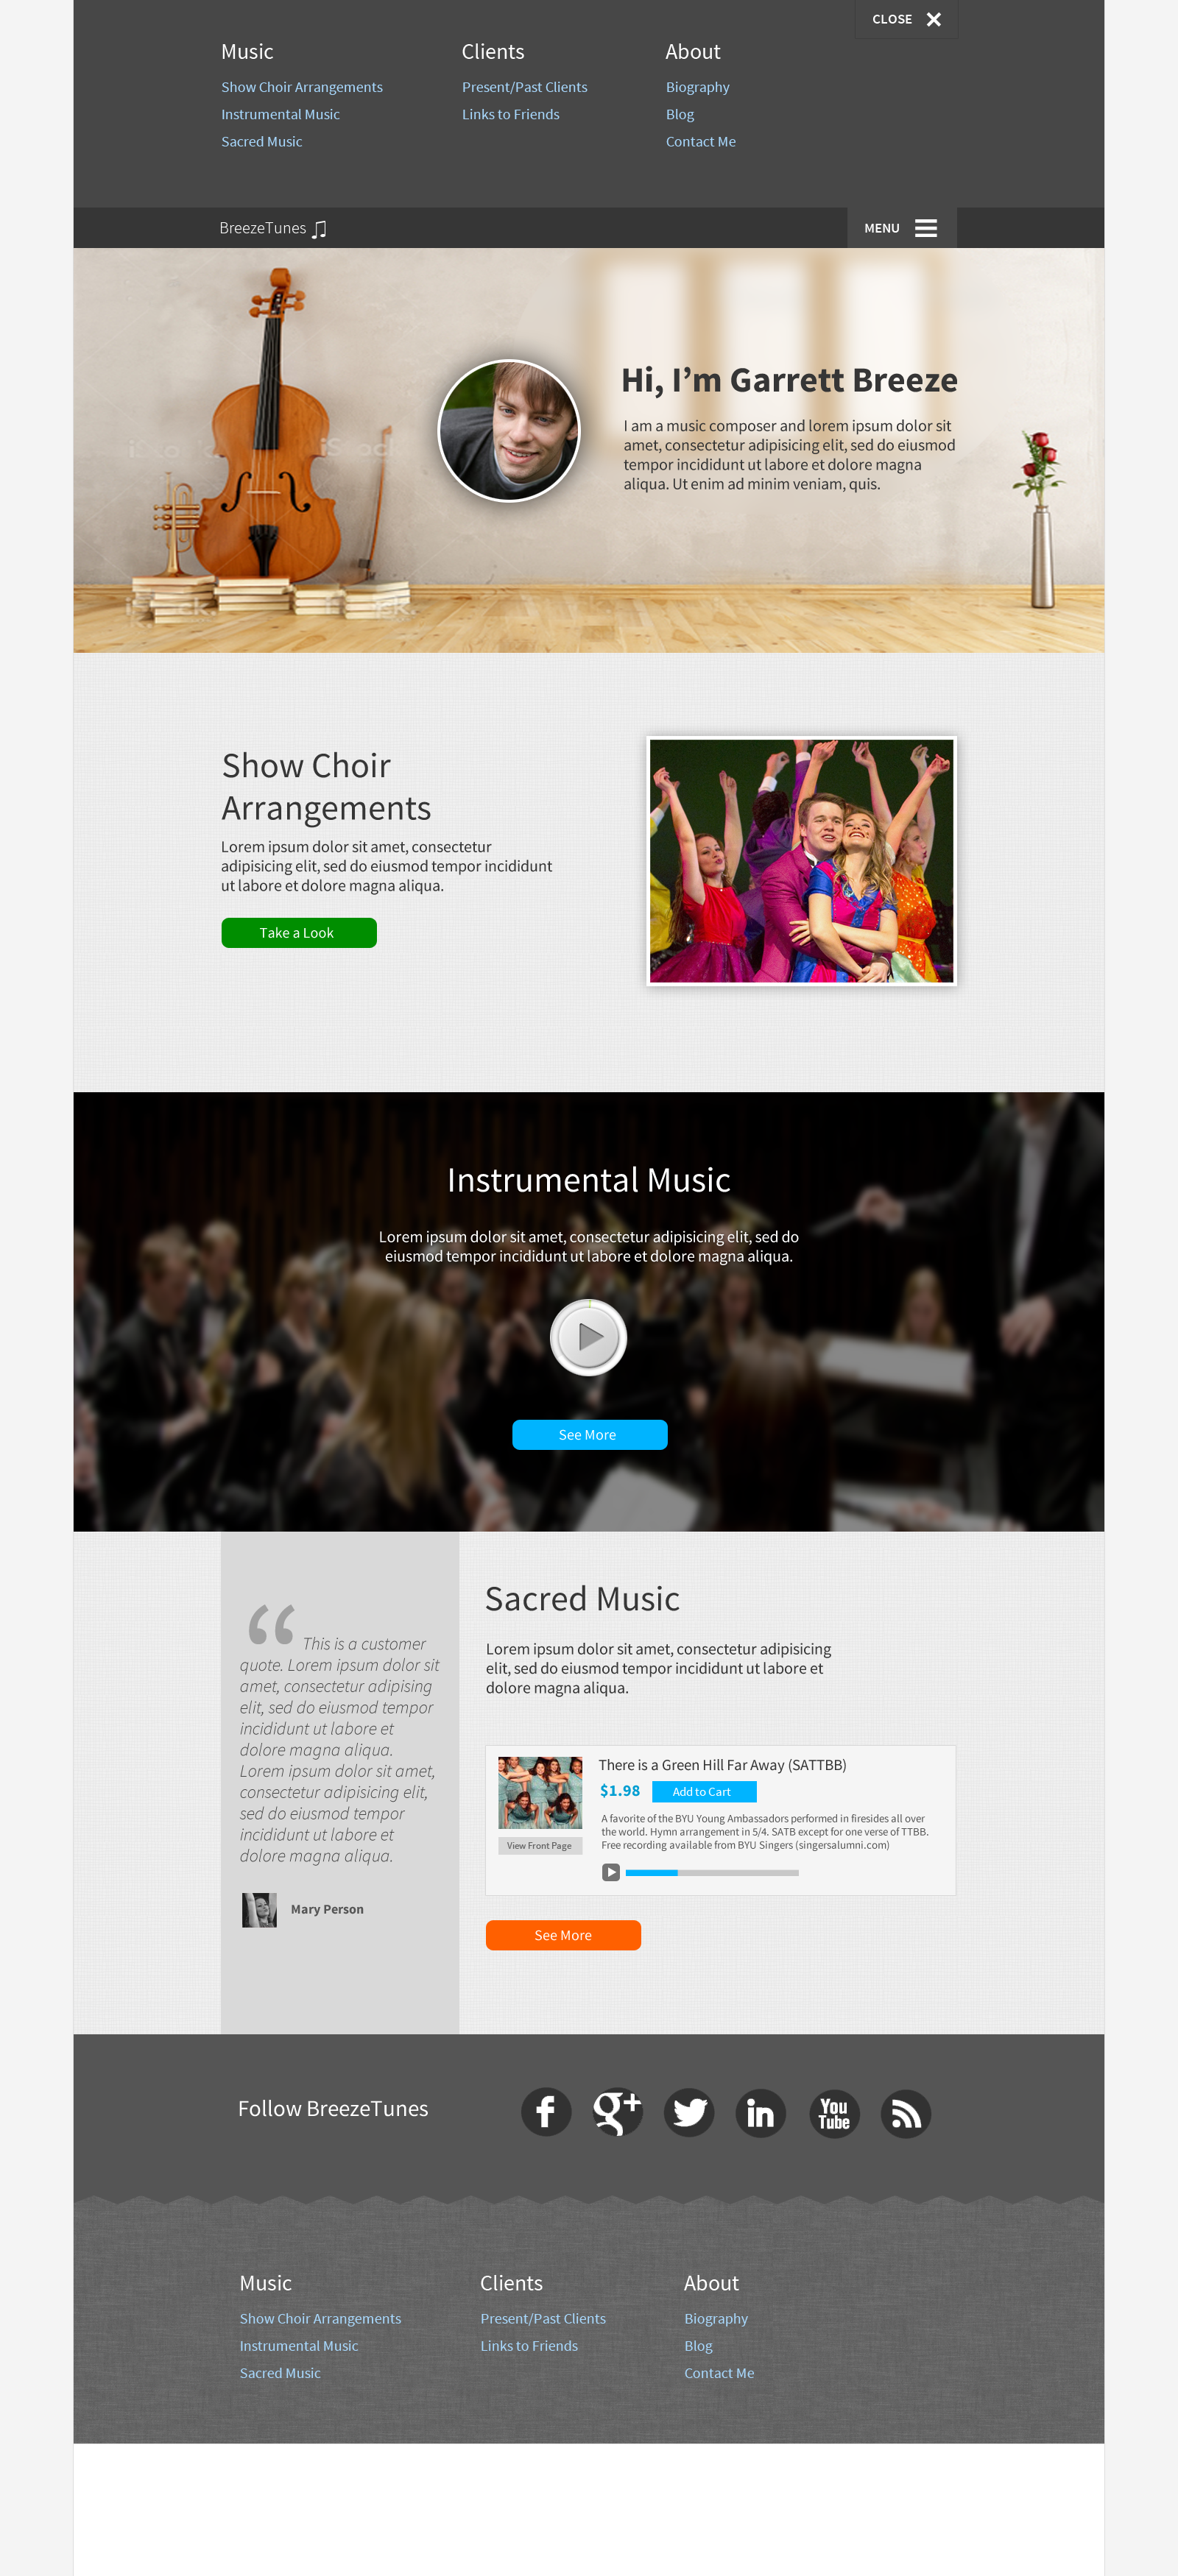 CLOSE
Music
Clients
About
Show Choir Arrangements
Present/Past Clients
Biography
Instrumental Music
Links to Friends
Blog
Sacred Music
Contact Me
BreezeTunes
MENU
Hi, I’m Garrett Breeze
I am a music composer and lorem ipsum dolor sit
amet, consectetur adipisicing elit, sed do eiusmod
tempor incididunt ut labore et dolore magna
aliqua. Ut enim ad minim veniam, quis.
Show Choir
Arrangements
Lorem ipsum dolor sit amet, consectetur
adipisicing elit, sed do eiusmod tempor incididunt
ut labore et dolore magna aliqua.
Take a Look
Instrumental Music
Lorem ipsum dolor sit amet, consectetur adipisicing elit, sed do
eiusmod tempor incididunt ut labore et dolore magna aliqua.
See More
“ This is a customer
quote. Lorem ipsum dolor sit
amet, consectetur adipising
elit, sed do eiusmod tempor
incididunt ut labore et
dolore magna aliqua.
Lorem ipsum dolor sit amet,
consectetur adipisicing elit,
sed do eiusmod tempor
incididunt ut labore et
dolore magna aliqua.
Mary Person
Sacred Music
Lorem ipsum dolor sit amet, consectetur adipisicing
elit, sed do eiusmod tempor incididunt ut labore et
dolore magna aliqua.
There is a Green Hill Far Away (SATTBB)
$1.98
Add to Cart
A favorite of the BYU Young Ambassadors performed in firesides all over
the world. Hymn arrangement in 5/4. SATB except for one verse of TTBB.
Free recording available from BYU Singers (singersalumni.com)
View Front Page
See More
Follow BreezeTunes
f
g+
in
You
Tube
Music
Clients
About
Show Choir Arrangements
Present/Past Clients
Biography
Instrumental Music
Links to Friends
Blog
Sacred Music
Contact Me